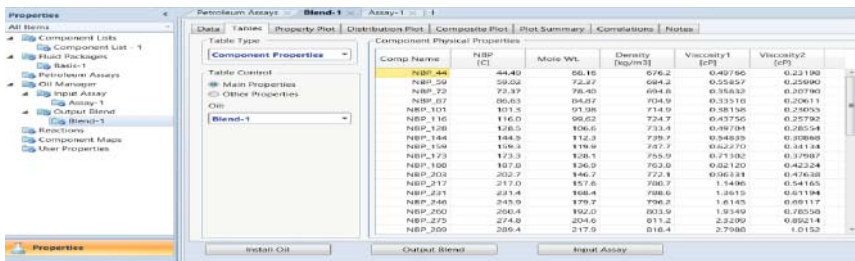 Properties <
All Items
Component Lists
Component List - 1
Fluid Packages
Basis-1
Petroleum Assays
Oil Manager
Input Assay
Assay-1
Output Blend
Blend-1
Reactions
Component Maps
User Properties
Properties
Petroleum Assays × Blend-1 × Assay-1 × +
Data Tables Property Plot Distribution Plot Composite Plot Plot Summary Correlations Notes
Table Type
Component Properties
Table Control
Main Properties
Other Properties
Oil:
Blend-1
Component Physical Properties
Comp Name NBP [C] Mole Wt. Density [kg/m3] Viscosity1 [cP] Viscosity2 [cP]
NBP_44 44.49 68.16 676.2 0.49766 0.23198
NBP_59 59.02 72.37 684.2 0.55857 0.25990
NBP_72 72.37 78.40 694.8 0.35832 0.20790
NBP_87 86.63 84.87 704.9 0.33518 0.20611
NBP_101 101.3 91.98 714.9 0.38158 0.23055
NBP_116 116.0 99.62 724.7 0.43756 0.25792
NBP_128 128.5 106.6 733.4 0.49704 0.28554
NBP_144 144.5 112.3 739.7 0.54835 0.30868
NBP_159 159.3 119.9 747.7 0.62270 0.34134
NBP_173 173.3 128.1 755.9 0.71302 0.37987
NBP_188 187.8 136.9 763.8 0.82120 0.42324
NBP_203 202.7 146.7 772.1 0.96331 0.47638
NBP_217 217.0 157.6 780.7 1.1496 0.54165
NBP_231 231.4 168.4 788.6 1.3615 0.61194
NBP_246 245.9 179.7 796.2 1.6145 0.69117
NBP_260 260.4 192.0 803.9 1.9349 0.78558
NBP_275 274.8 204.6 811.2 2.3209 0.89214
NBP_289 289.4 217.9 818.4 2.7988 1.0152
Install Oil Output Blend Input Assay